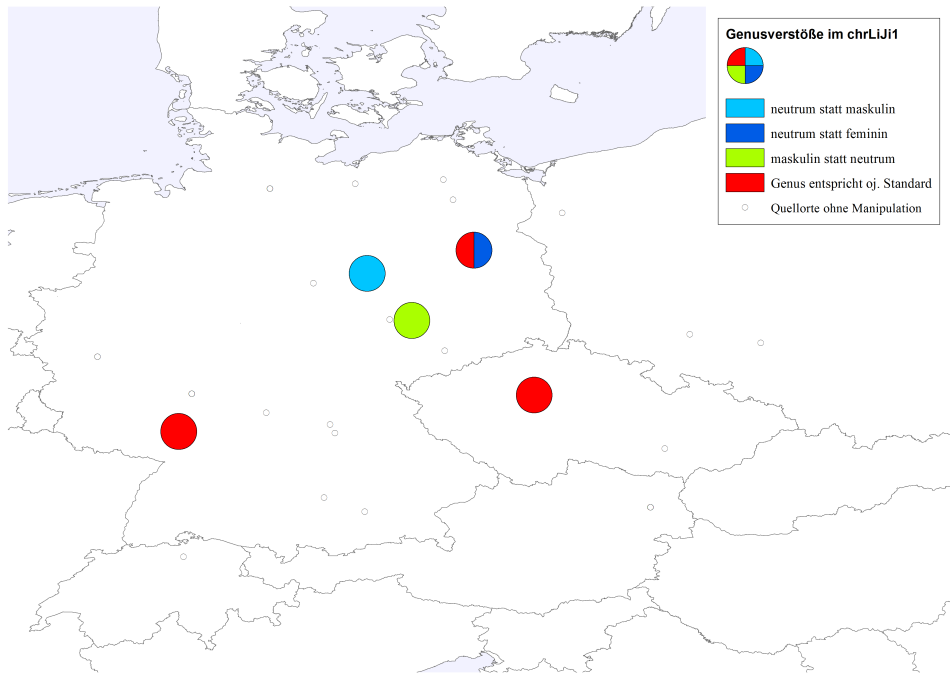 Genusverstöße im chrLiJi1
neutrum statt maskulin
neutrum statt feminin
maskulin statt neutrum
Genus entspricht oj. Standard
Quellorte ohne Manipulation